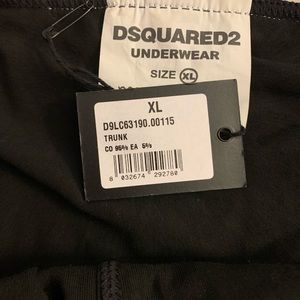 DSQUARED2
UNDERWEAR
SIZE XL
XL
D9LC63190.00115
TRUNK
CO 95% EA 5%
8 032674 292780